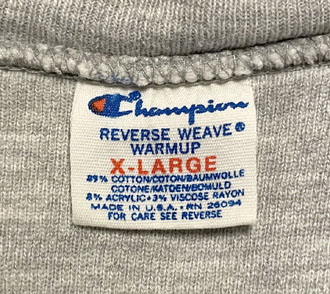 Champion
REVERSE WEAVE®
WARMUP
X-LARGE
89% COTTON/COTON/BAUMWOLLE
COTONE/KATOEN/BOMULD
8% ACRYLIC•3% VISCOSE RAYON
MADE IN U.S.A.•RN 26094
FOR CARE SEE REVERSE